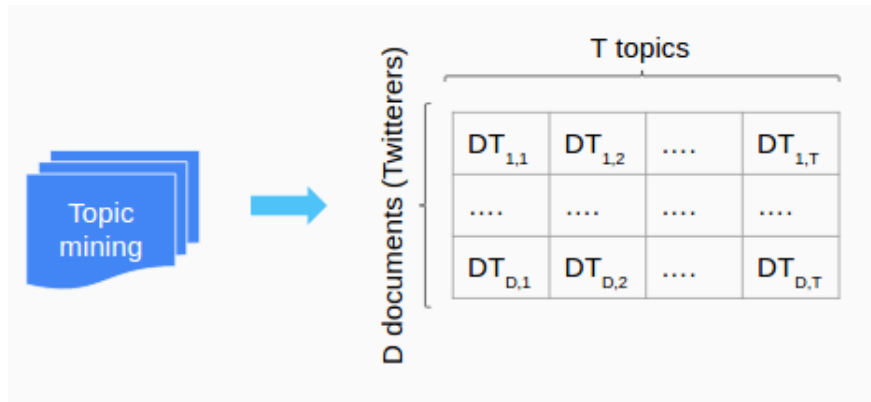 T topics
D documents (Twitterers)
Topic
mining
DT1,1 DT1,2 .... DT1,T
.... .... .... ....
DTD,1 DTD,2 .... DTD,T